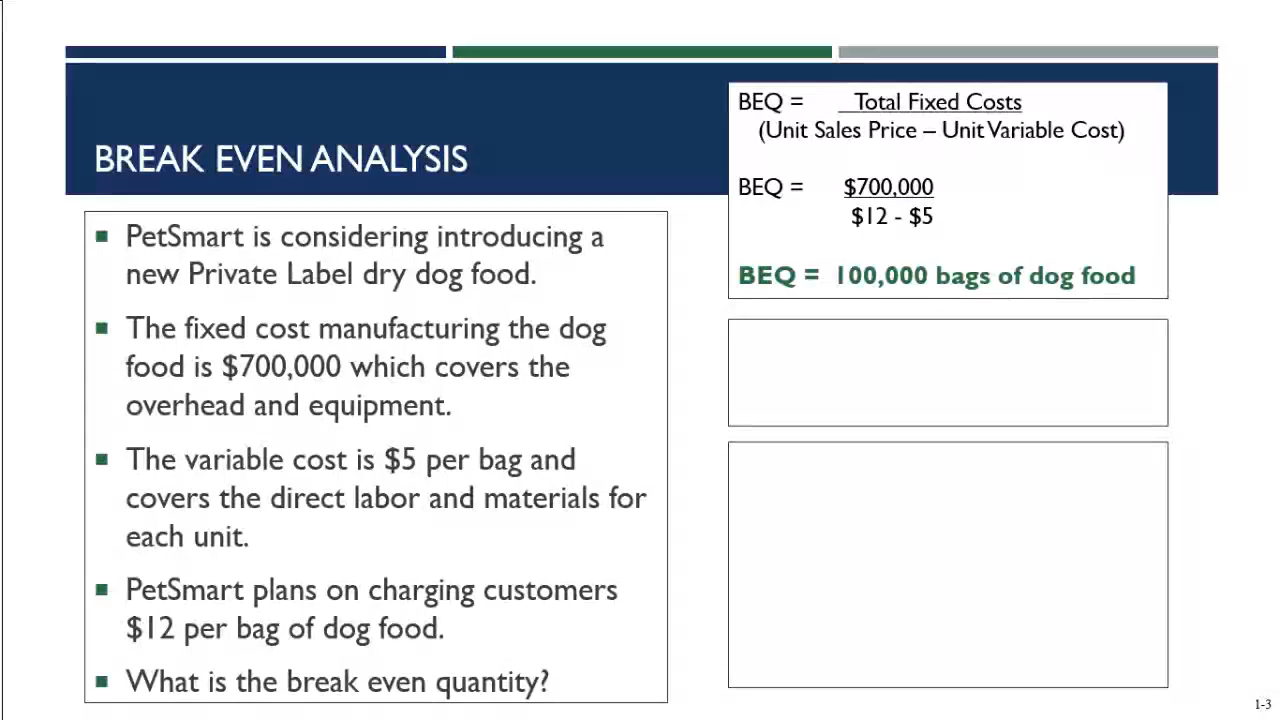 BREAK EVEN ANALYSIS
PetSmart is considering introducing a
new Private Label dry dog food.
The fixed cost manufacturing the dog
food is $700,000 which covers the
overhead and equipment.
The variable cost is $5 per bag and
covers the direct labor and materials for
each unit.
PetSmart plans on charging customers
$12 per bag of dog food.
What is the break even quantity?
BEQ = Total Fixed Costs
(Unit Sales Price – Unit Variable Cost)
BEQ = $700,000
$12 - $5
BEQ = 100,000 bags of dog food
1-3